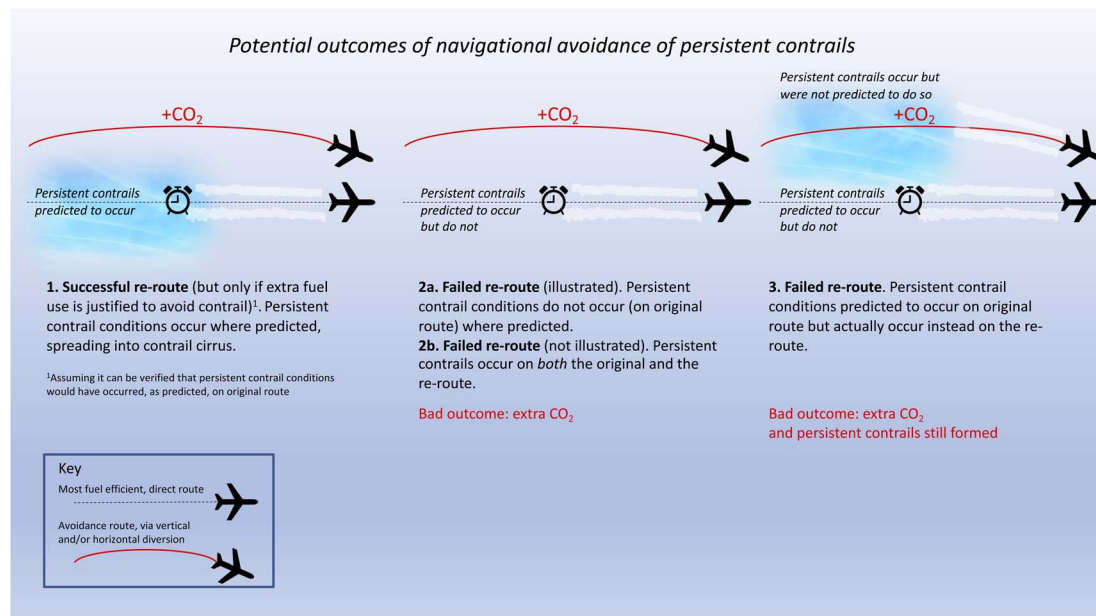 Potential outcomes of navigational avoidance of persistent contrails
+CO₂
Persistent contrails
predicted to occur
1. Successful re-route (but only if extra fuel
use is justified to avoid contrail)¹. Persistent
contrail conditions occur where predicted,
spreading into contrail cirrus.
¹Assuming it can be verified that persistent contrail conditions
would have occurred, as predicted, on original route
+CO₂
Persistent contrails
predicted to occur
but do not
2a. Failed re-route (illustrated). Persistent
contrail conditions do not occur (on original
route) where predicted.
2b. Failed re-route (not illustrated). Persistent
contrails occur on both the original and the
re-route.
Bad outcome: extra CO₂
Persistent contrails occur but
were not predicted to do so
+CO₂
Persistent contrails
predicted to occur
but do not
3. Failed re-route. Persistent contrail
conditions predicted to occur on original
route but actually occur instead on the re-
route.
Bad outcome: extra CO₂
and persistent contrails still formed
Key
Most fuel efficient, direct route
Avoidance route, via vertical
and/or horizontal diversion